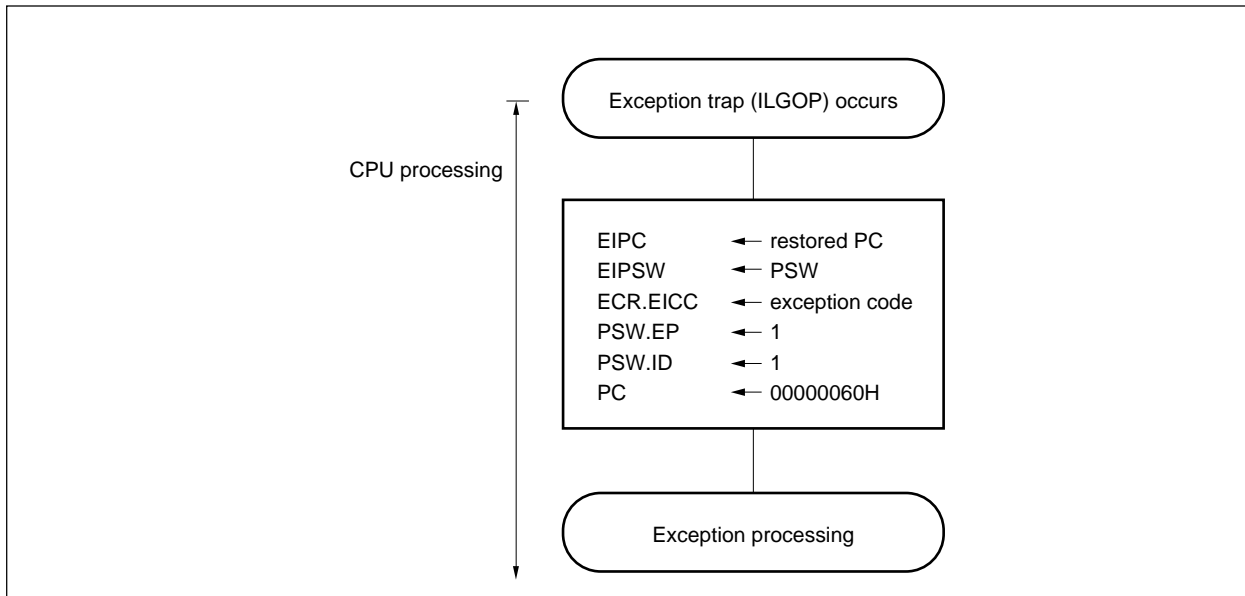 Exception trap (ILGOP) occurs
CPU processing
EIPC ← restored PC
EIPSW ← PSW
ECR.EICC ← exception code
PSW.EP ← 1
PSW.ID ← 1
PC ← 00000060H
Exception processing